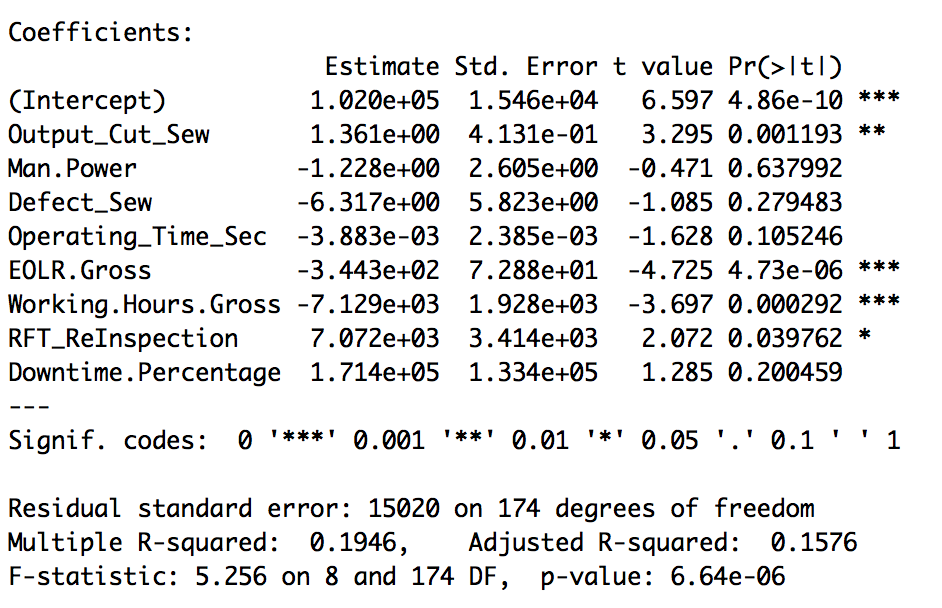 Coefficients:
Estimate Std. Error t value Pr(>|t|)
(Intercept) 1.020e+05 1.546e+04 6.597 4.86e-10 ***
Output_Cut_Sew 1.361e+00 4.131e-01 3.295 0.001193 **
Man.Power -1.228e+00 2.605e+00 -0.471 0.637992
Defect_Sew -6.317e+00 5.823e+00 -1.085 0.279483
Operating_Time_Sec -3.883e-03 2.385e-03 -1.628 0.105246
EOLR.Gross -3.443e+02 7.288e+01 -4.725 4.73e-06 ***
Working.Hours.Gross -7.129e+03 1.928e+03 -3.697 0.000292 ***
RFT_ReInspection 7.072e+03 3.414e+03 2.072 0.039762 *
Downtime.Percentage 1.714e+05 1.334e+05 1.285 0.200459
---
Signif. codes: 0 '***' 0.001 '**' 0.01 '*' 0.05 '.' 0.1 ' ' 1
Residual standard error: 15020 on 174 degrees of freedom
Multiple R-squared: 0.1946, Adjusted R-squared: 0.1576
F-statistic: 5.256 on 8 and 174 DF, p-value: 6.64e-06